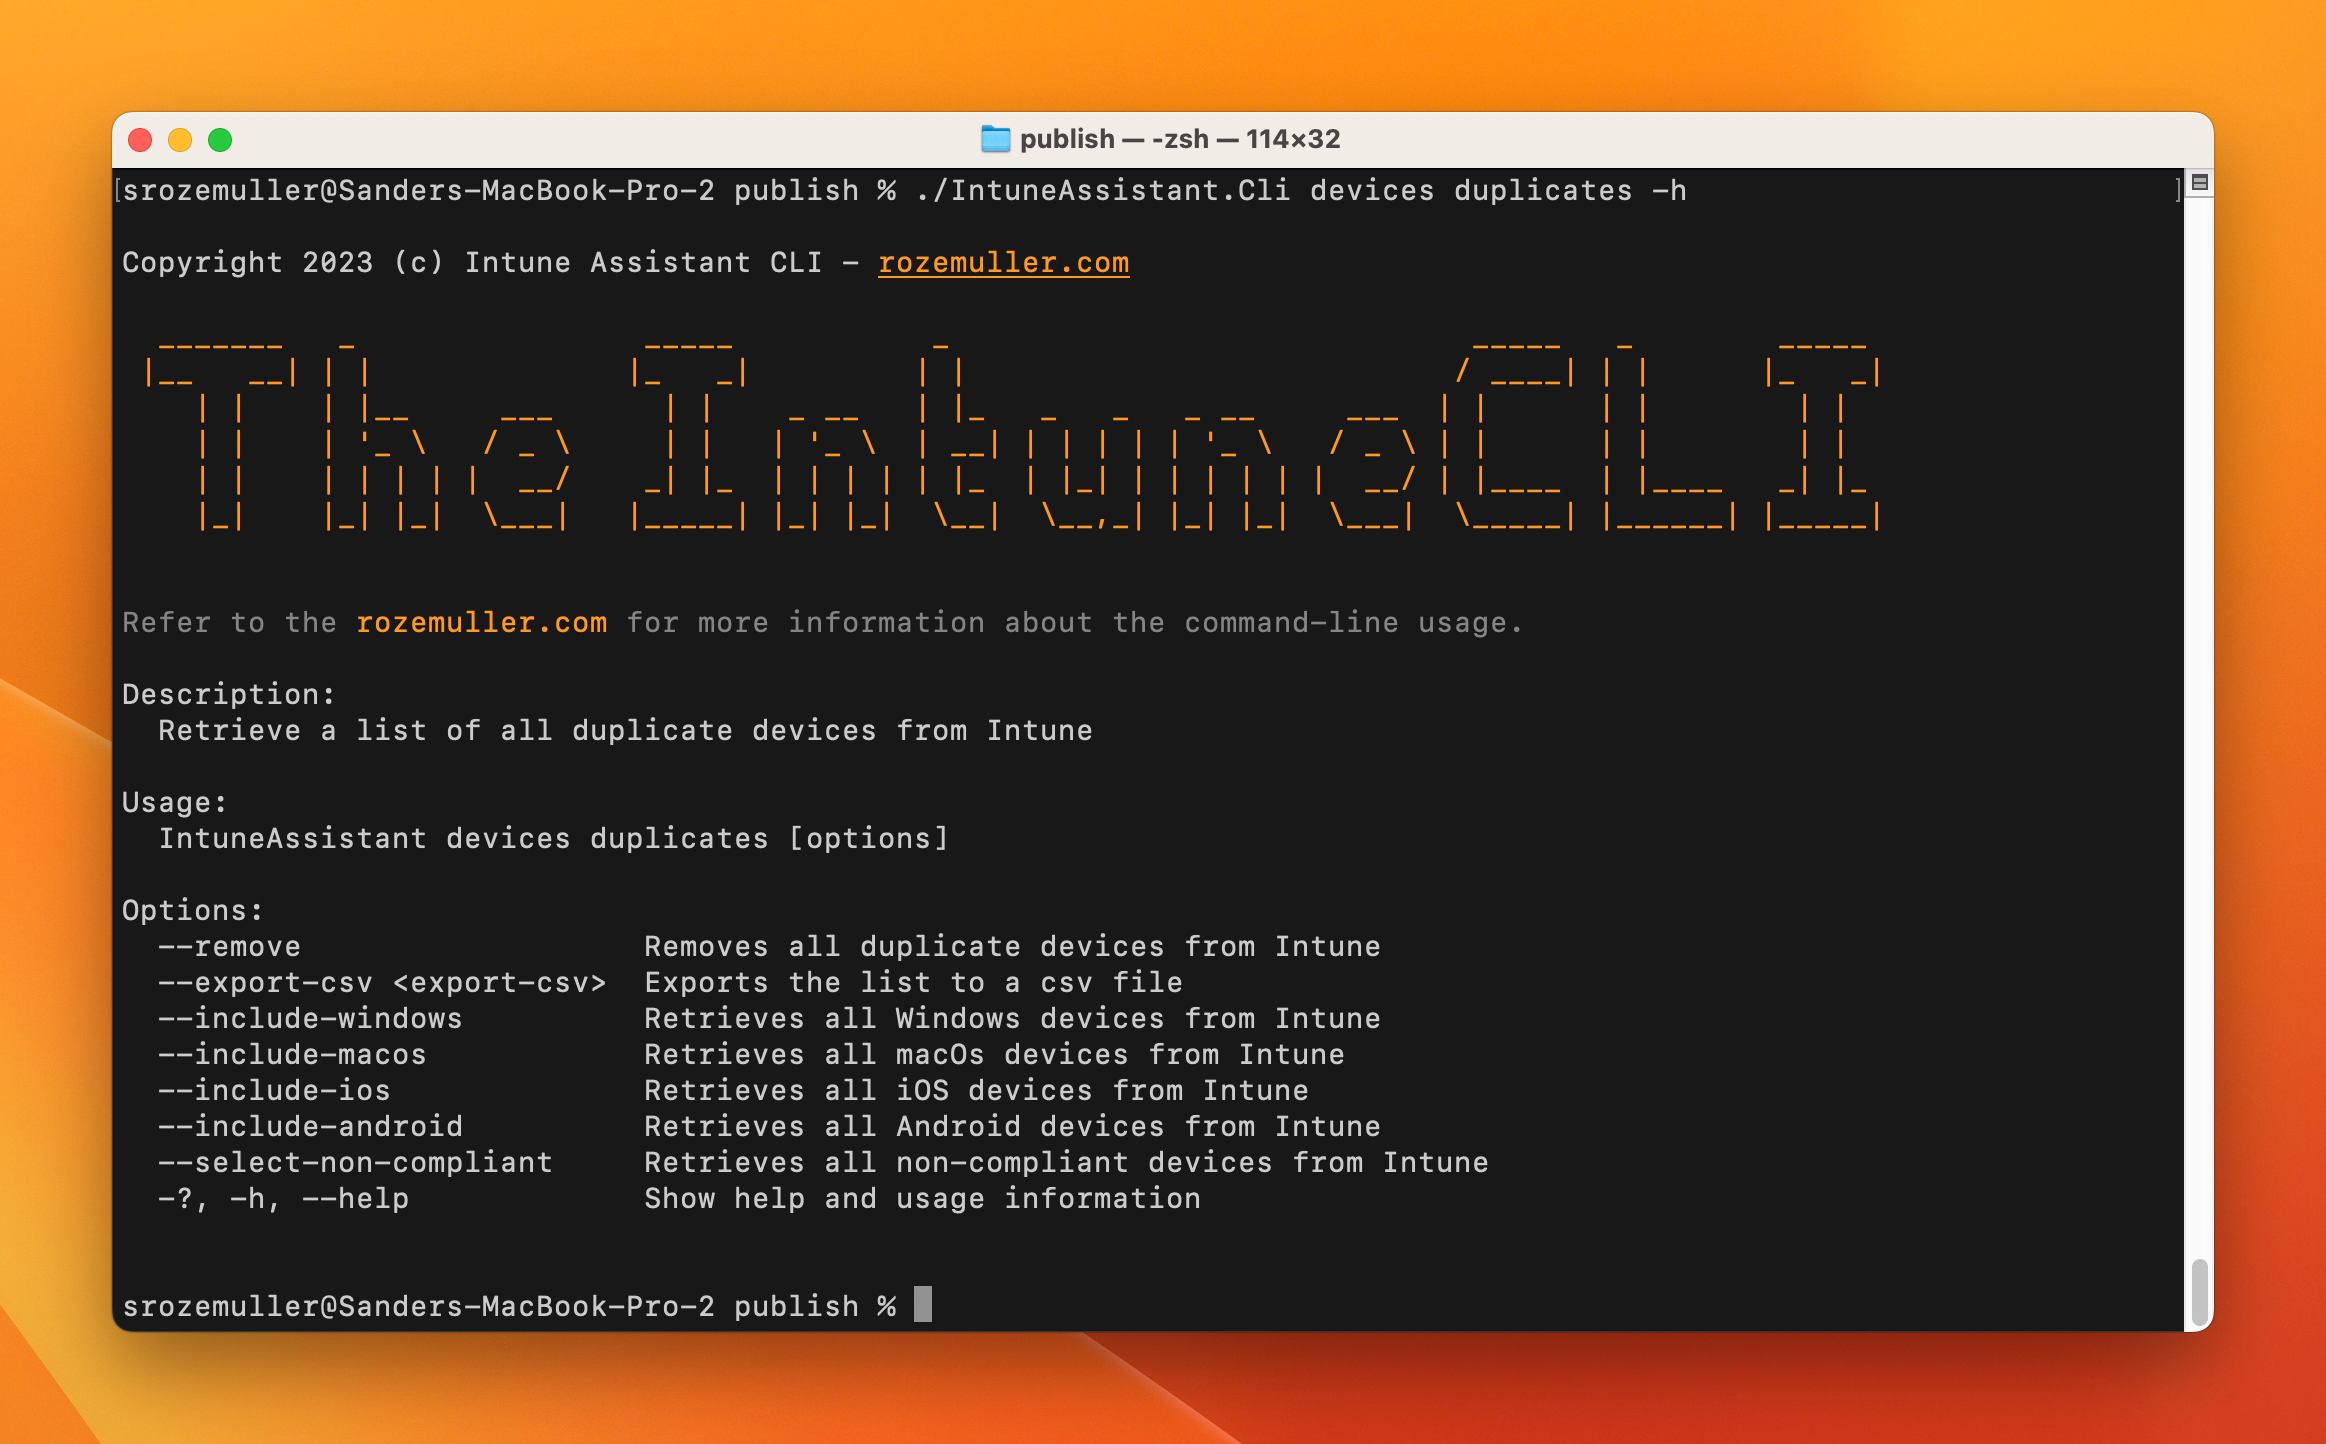 publish — -zsh — 114×32
[srozemuller@Sanders-MacBook-Pro-2 publish % ./IntuneAssistant.Cli devices duplicates -h ]
Copyright 2023 (c) Intune Assistant CLI - rozemuller.com
The IntuneCLI
Refer to the rozemuller.com for more information about the command-line usage.
Description:
Retrieve a list of all duplicate devices from Intune
Usage:
IntuneAssistant devices duplicates [options]
Options:
--remove Removes all duplicate devices from Intune
--export-csv <export-csv> Exports the list to a csv file
--include-windows Retrieves all Windows devices from Intune
--include-macos Retrieves all macOs devices from Intune
--include-ios Retrieves all iOS devices from Intune
--include-android Retrieves all Android devices from Intune
--select-non-compliant Retrieves all non-compliant devices from Intune
-?, -h, --help Show help and usage information
srozemuller@Sanders-MacBook-Pro-2 publish %